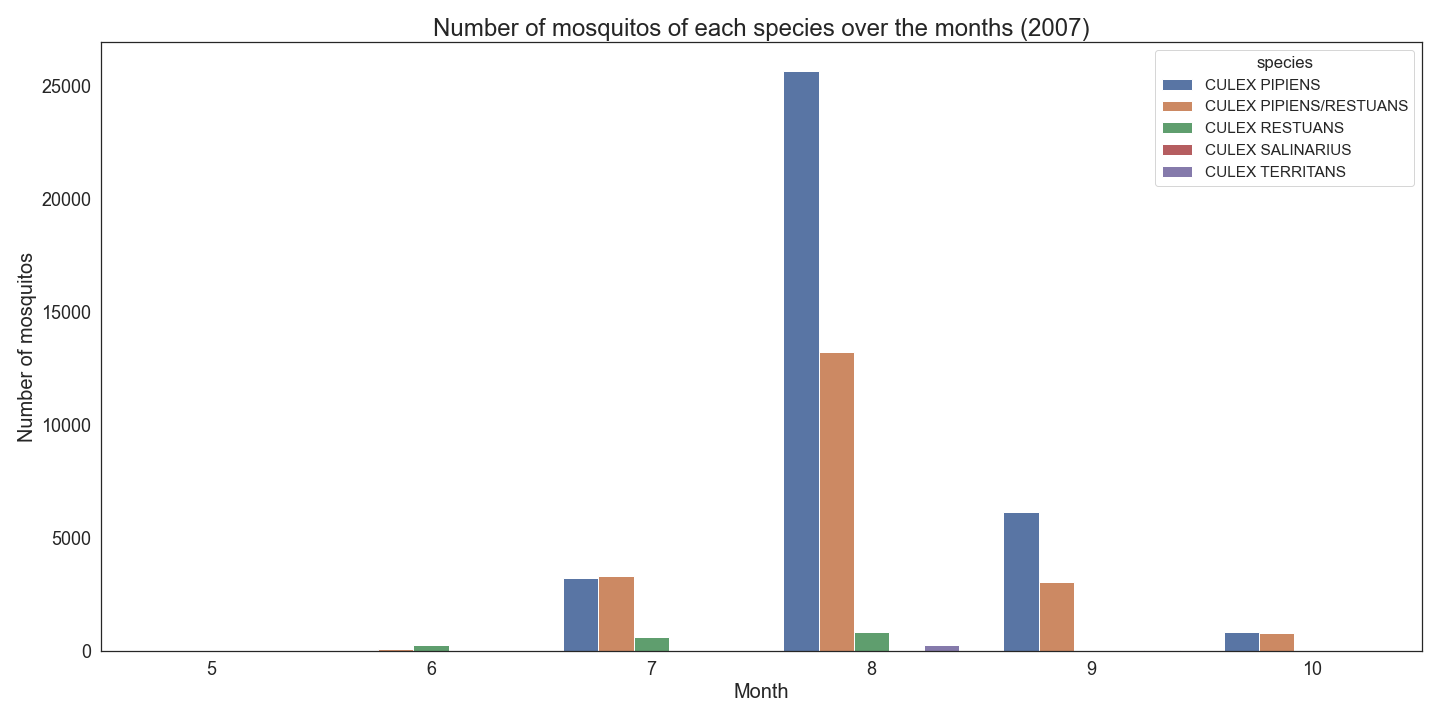 Number of mosquitos of each species over the months (2007)
species
CULEX PIPIENS
CULEX PIPIENS/RESTUANS
CULEX RESTUANS
CULEX SALINARIUS
CULEX TERRITANS
Number of mosquitos
25000
20000
15000
10000
5000
0
5 6 7 8 9 10
Month